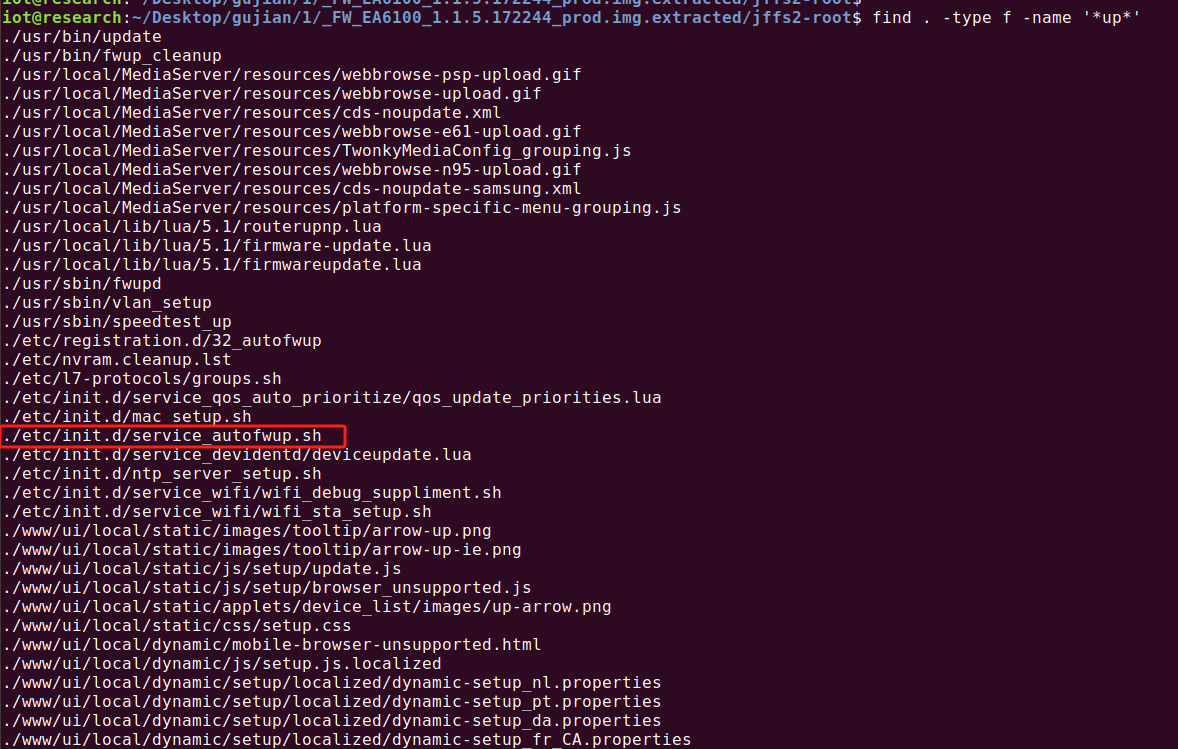 iot@research:~/Desktop/gujian/1/_FW_EA6100_1.1.5.172244_prod.img.extracted/jffs2-root$
iot@research:~/Desktop/gujian/1/_FW_EA6100_1.1.5.172244_prod.img.extracted/jffs2-root$ find . -type f -name '*up*'
./usr/bin/update
./usr/bin/fwup_cleanup
./usr/local/MediaServer/resources/webbrowse-psp-upload.gif
./usr/local/MediaServer/resources/webbrowse-upload.gif
./usr/local/MediaServer/resources/cds-noupdate.xml
./usr/local/MediaServer/resources/webbrowse-e61-upload.gif
./usr/local/MediaServer/resources/TwonkyMediaConfig_grouping.js
./usr/local/MediaServer/resources/webbrowse-n95-upload.gif
./usr/local/MediaServer/resources/cds-noupdate-samsung.xml
./usr/local/MediaServer/resources/platform-specific-menu-grouping.js
./usr/local/lib/lua/5.1/routerupnp.lua
./usr/local/lib/lua/5.1/firmware-update.lua
./usr/local/lib/lua/5.1/firmwareupdate.lua
./usr/sbin/fwupd
./usr/sbin/vlan_setup
./usr/sbin/speedtest_up
./etc/registration.d/32_autofwup
./etc/nvram.cleanup.lst
./etc/l7-protocols/groups.sh
./etc/init.d/service_qos_auto_prioritize/qos_update_priorities.lua
./etc/init.d/mac_setup.sh
./etc/init.d/service_autofwup.sh
./etc/init.d/service_devidentd/deviceupdate.lua
./etc/init.d/ntp_server_setup.sh
./etc/init.d/service_wifi/wifi_debug_suppliment.sh
./etc/init.d/service_wifi/wifi_sta_setup.sh
./www/ui/local/static/images/tooltip/arrow-up.png
./www/ui/local/static/images/tooltip/arrow-up-ie.png
./www/ui/local/static/js/setup/update.js
./www/ui/local/static/js/setup/browser_unsupported.js
./www/ui/local/static/applets/device_list/images/up-arrow.png
./www/ui/local/static/css/setup.css
./www/ui/local/dynamic/mobile-browser-unsupported.html
./www/ui/local/dynamic/js/setup.js.localized
./www/ui/local/dynamic/setup/localized/dynamic-setup_nl.properties
./www/ui/local/dynamic/setup/localized/dynamic-setup_pt.properties
./www/ui/local/dynamic/setup/localized/dynamic-setup_da.properties
./www/ui/local/dynamic/setup/localized/dynamic-setup_fr_CA.properties